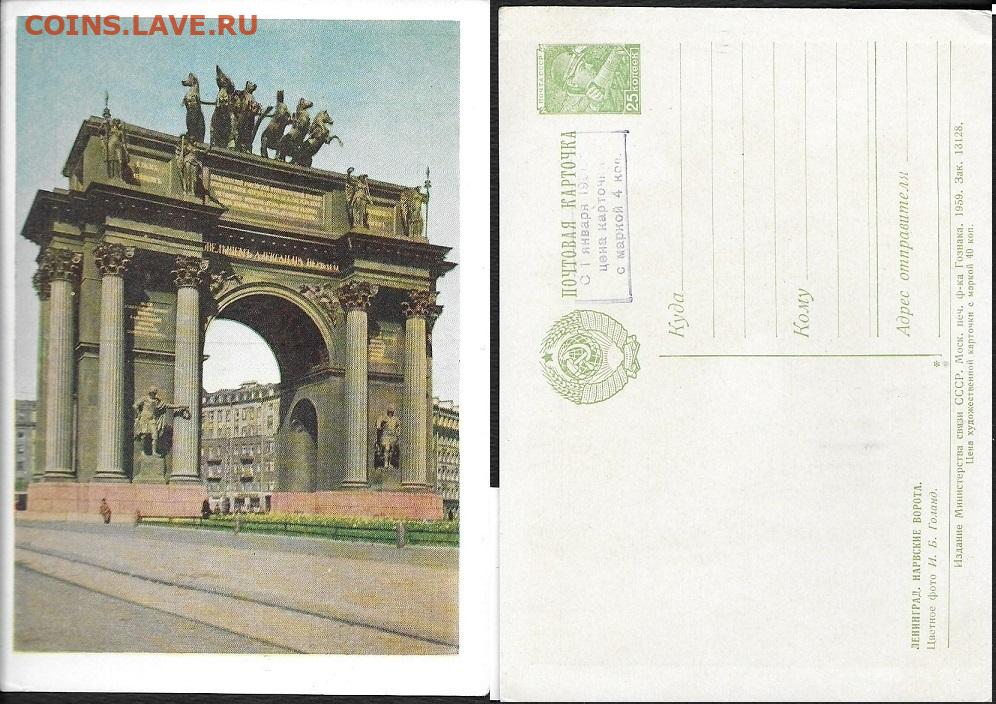 COINS.LAVE.RU
ПОЧТА СССР
25 КОПЕЕК
ПОЧТОВАЯ КАРТОЧКА
С 1 января 19
цена карточки
с маркой 4 коп.
Куда
Кому
Адрес отправителя
ЛЕНИНГРАД. НАРВСКИЕ ВОРОТА.
Цветное фото И. Б. Голанд.
Издание Министерства связи СССР. Моск. печ. ф-ка Гознака. 1959. Зак. 13128.
Цена художественной карточки с маркой 40 коп.